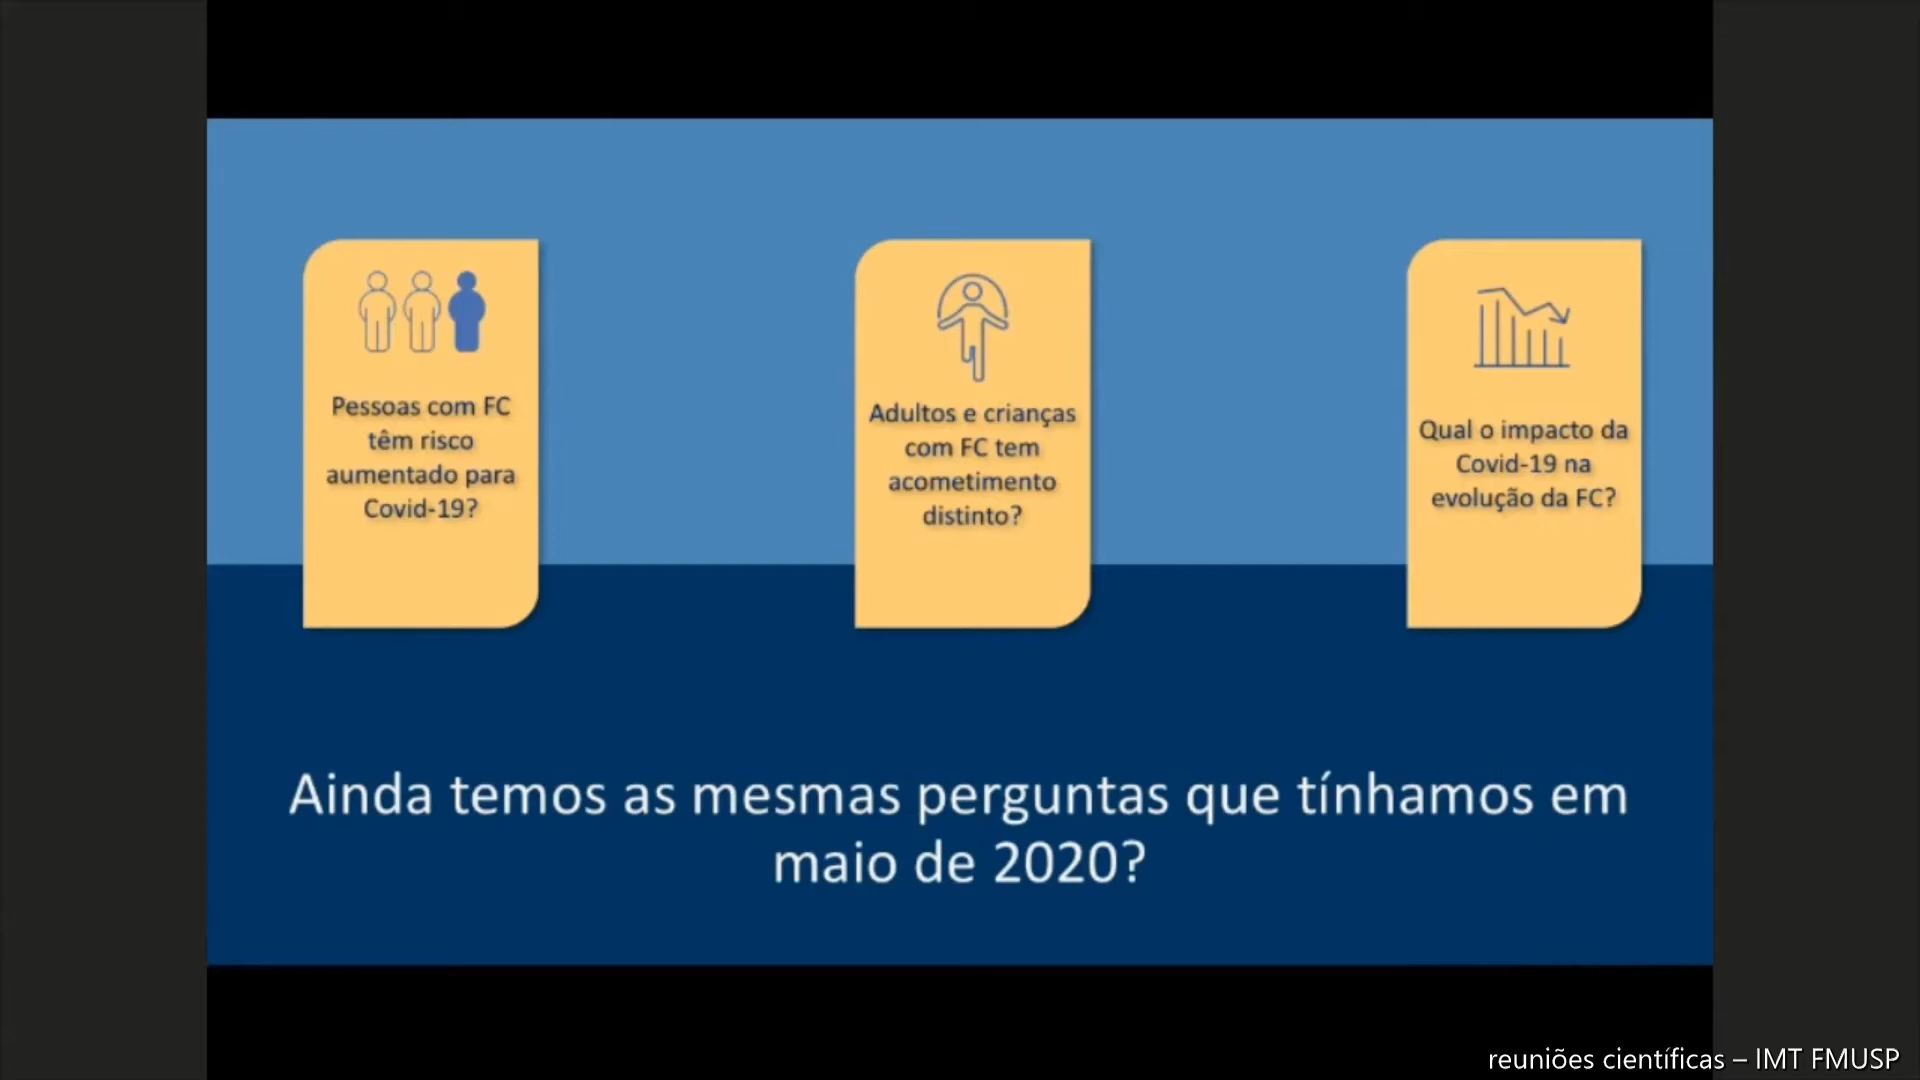 Pessoas com FC
têm risco
aumentado para
Covid-19?
Adultos e crianças
com FC tem
acometimento
distinto?
Qual o impacto da
Covid-19 na
evolução da FC?
Ainda temos as mesmas perguntas que tínhamos em
maio de 2020?
reuniões científicas – IMT FMUSP